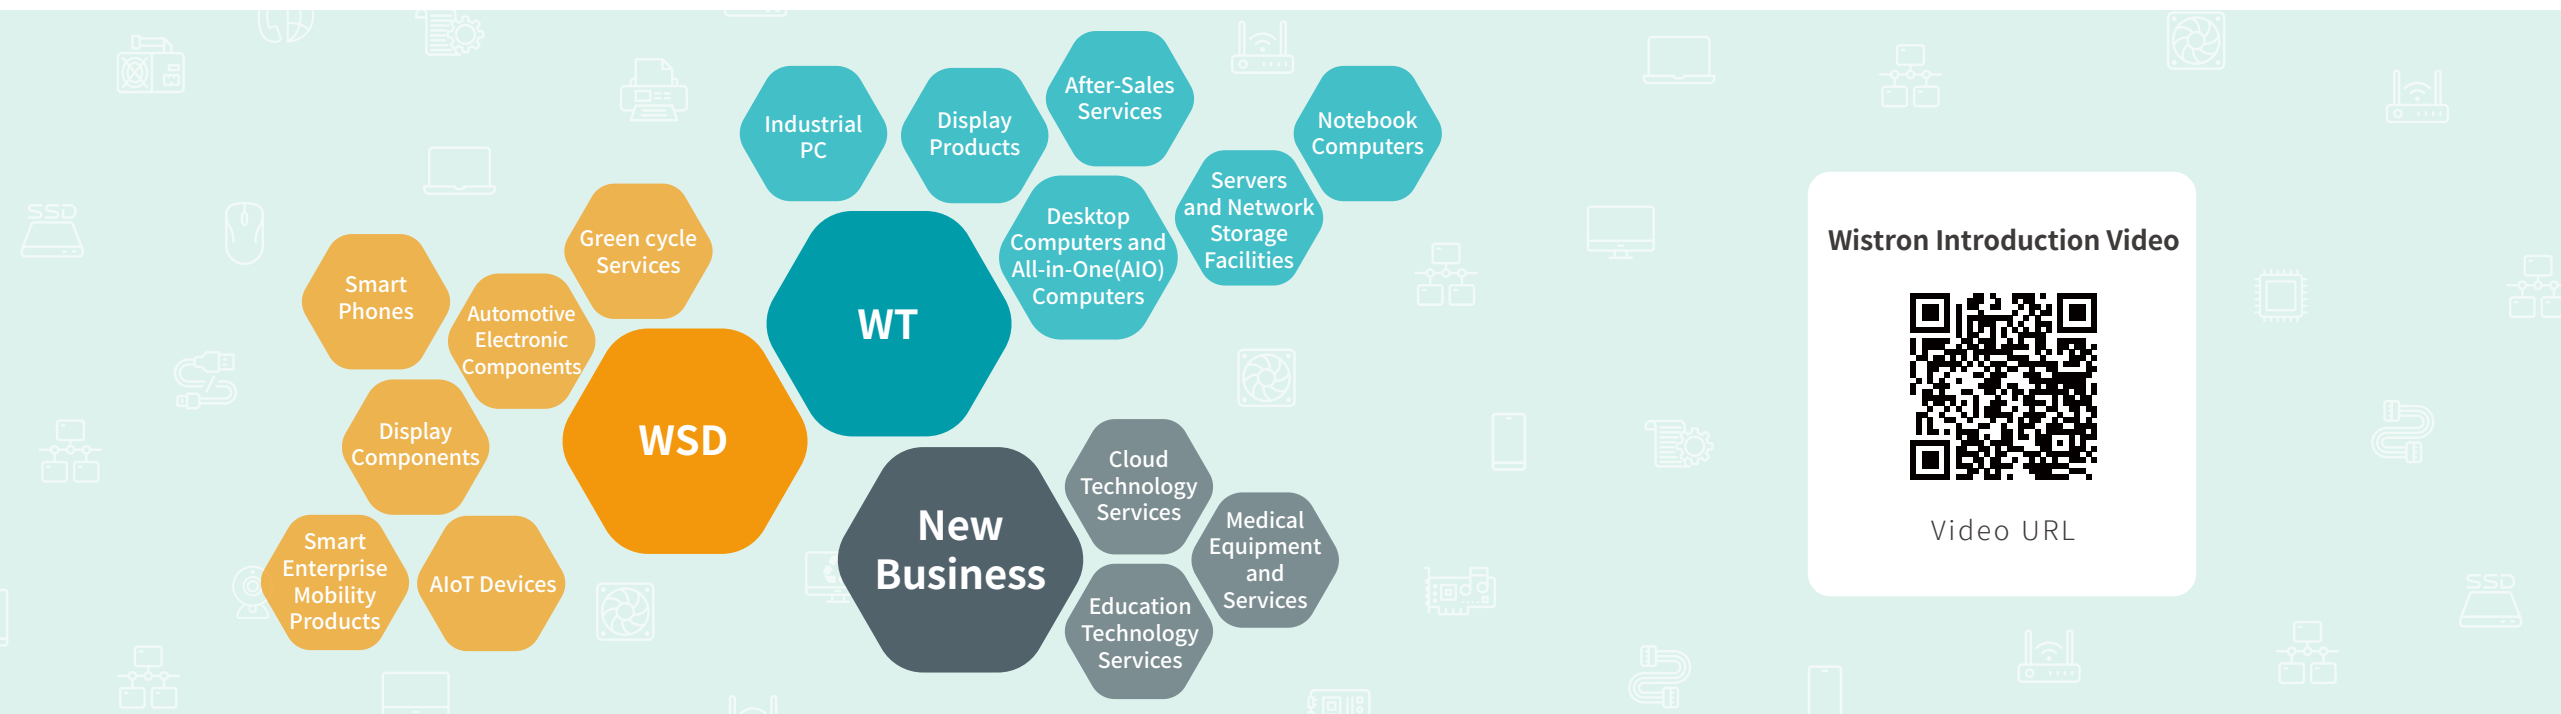 Industrial
PC
Display
Products
After-Sales
Services
Notebook
Computers
Servers
and Network
Storage
Facilities
Desktop
Computers and
All-in-One(AIO)
Computers
WT
Green cycle
Services
Smart
Phones
Automotive
Electronic
Components
WSD
Display
Components
Smart
Enterprise
Mobility
Products
AIoT Devices
New
Business
Cloud
Technology
Services
Medical
Equipment
and
Services
Education
Technology
Services
Wistron Introduction Video
Video URL
SSD
SSD